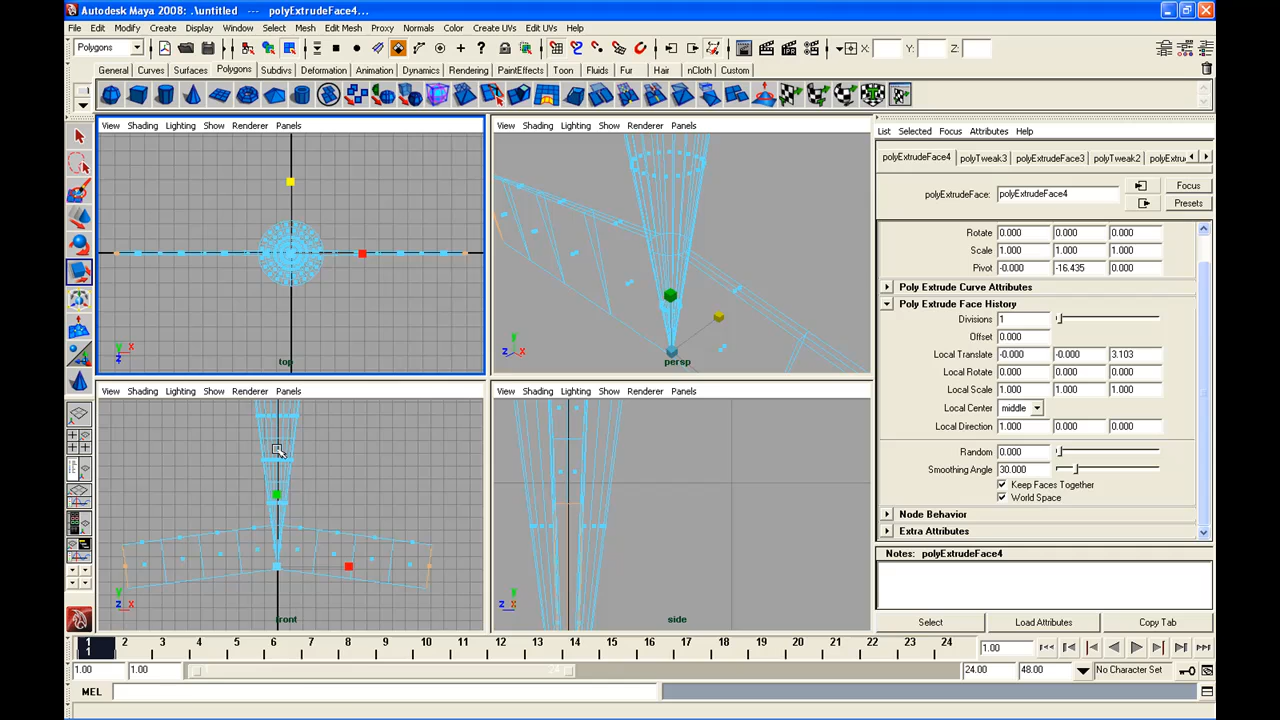 Autodesk Maya 2008: .\untitled   ---   polyExtrudeFace4...
File Edit Modify Create Display Window Select Mesh Edit Mesh Proxy Normals Color Create UVs Edit UVs Help
Polygons X: Y: Z:
General Curves Surfaces Polygons Subdivs Deformation Animation Dynamics Rendering PaintEffects Toon Fluids Fur Hair nCloth Custom
View Shading Lighting Show Renderer Panels
View Shading Lighting Show Renderer Panels
List Selected Focus Attributes Help
polyExtrudeFace4 polyTweak3 polyExtrudeFace3 polyTweak2 polyExtru
polyExtrudeFace: polyExtrudeFace4 Focus
Presets
Rotate 0.000 0.000 0.000
Scale 1.000 1.000 1.000
Pivot -0.000 -16.435 0.000
Poly Extrude Curve Attributes
Poly Extrude Face History
Divisions 1
Offset 0.000
Local Translate -0.000 -0.000 3.103
Local Rotate 0.000 0.000 0.000
Local Scale 1.000 1.000 1.000
Local Center middle
Local Direction 1.000 0.000 0.000
Random 0.000
Smoothing Angle 30.000
Keep Faces Together
World Space
Node Behavior
Extra Attributes
Notes: polyExtrudeFace4
Select Load Attributes Copy Tab
y
z x
top
y
z x
persp
View Shading Lighting Show Renderer Panels
View Shading Lighting Show Renderer Panels
y
z x
front
y
z x
side
1 2 3 4 5 6 7 8 9 10 11 12 13 14 15 16 17 18 19 20 21 22 23 24
1 1.00
1.00 1.00 24 24.00 48.00 No Character Set
MEL